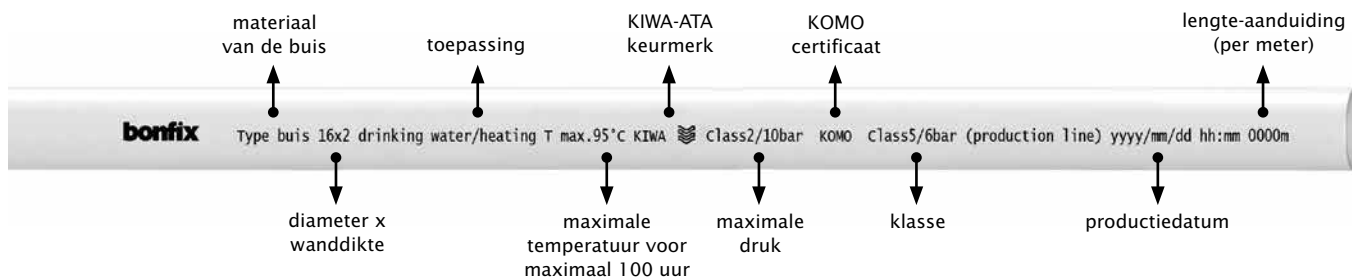 materiaal
van de buis
toepassing
KIWA-ATA
keurmerk
KOMO
certificaat
lengte-aanduiding
(per meter)
bonfix Type buis 16x2 drinking water/heating T max.95°C KIWA Class2/10bar KOMO Class5/6bar (production line) yyyy/mm/dd hh:mm 0000m
diameter x
wanddikte
maximale
temperatuur voor
maximaal 100 uur
maximale
druk
klasse
productiedatum